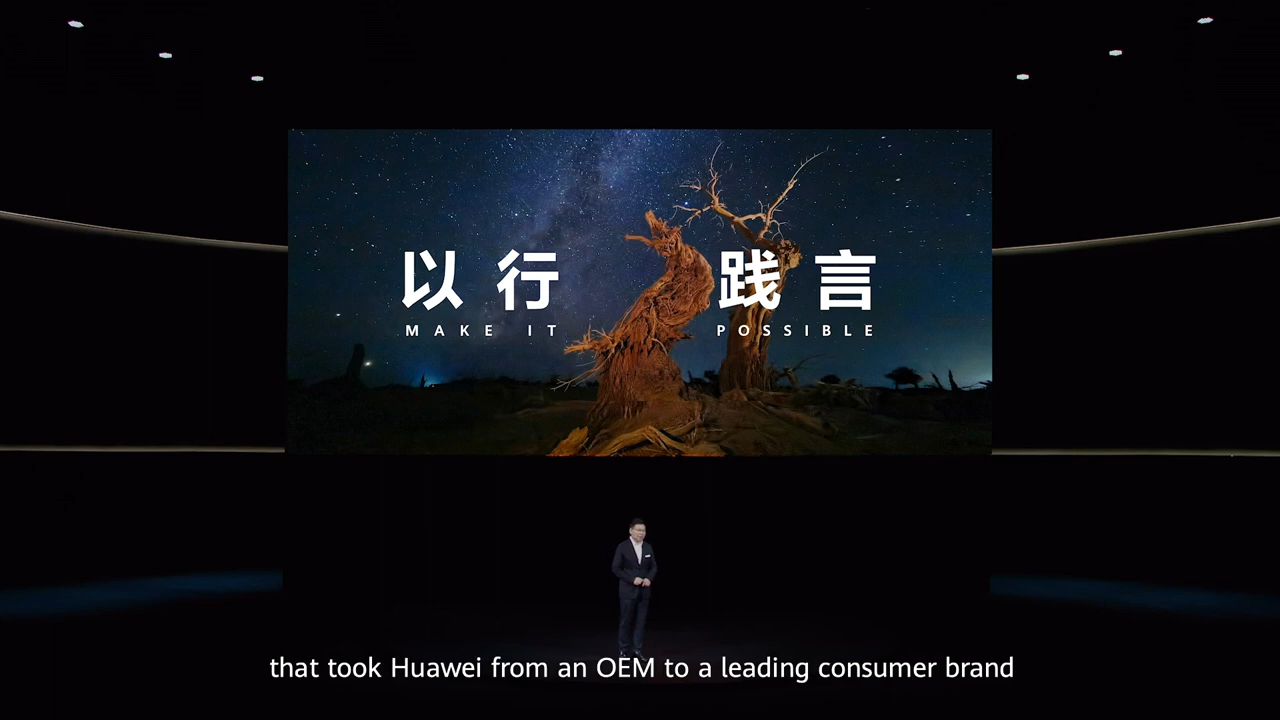 以行 践言
MAKE IT POSSIBLE
that took Huawei from an OEM to a leading consumer brand